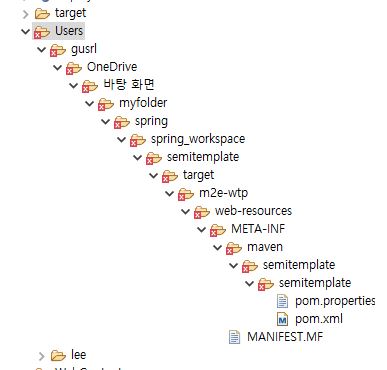 target
Users
gusrl
OneDrive
바탕 화면
myfolder
spring
spring_workspace
semitemplate
target
m2e-wtp
web-resources
META-INF
maven
semitemplate
semitemplate
pom.properties
pom.xml
MANIFEST.MF
lee